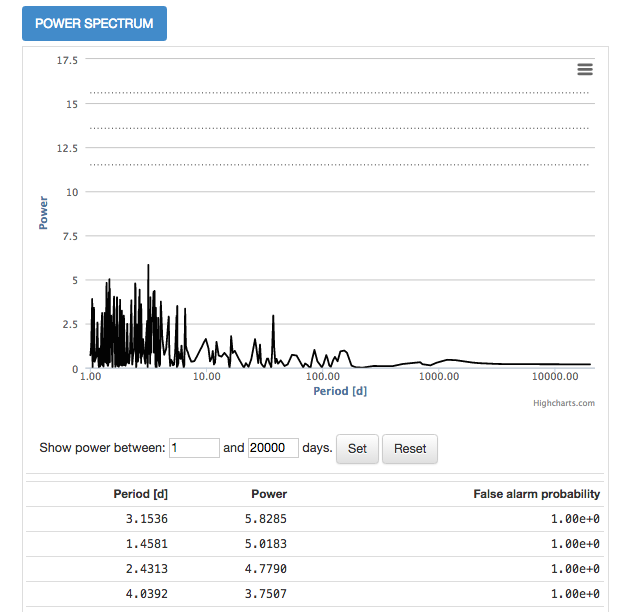 POWER SPECTRUM
17.5
15
12.5
10
7.5
5
2.5
0
Power
1.00 10.00 100.00 1000.00 10000.00
Period [d]
Highcharts.com
Show power between: 1 and 20000 days. Set Reset
Period [d] Power False alarm probability
3.1536 5.8285 1.00e+0
1.4581 5.0183 1.00e+0
2.4313 4.7790 1.00e+0
4.0392 3.7507 1.00e+0